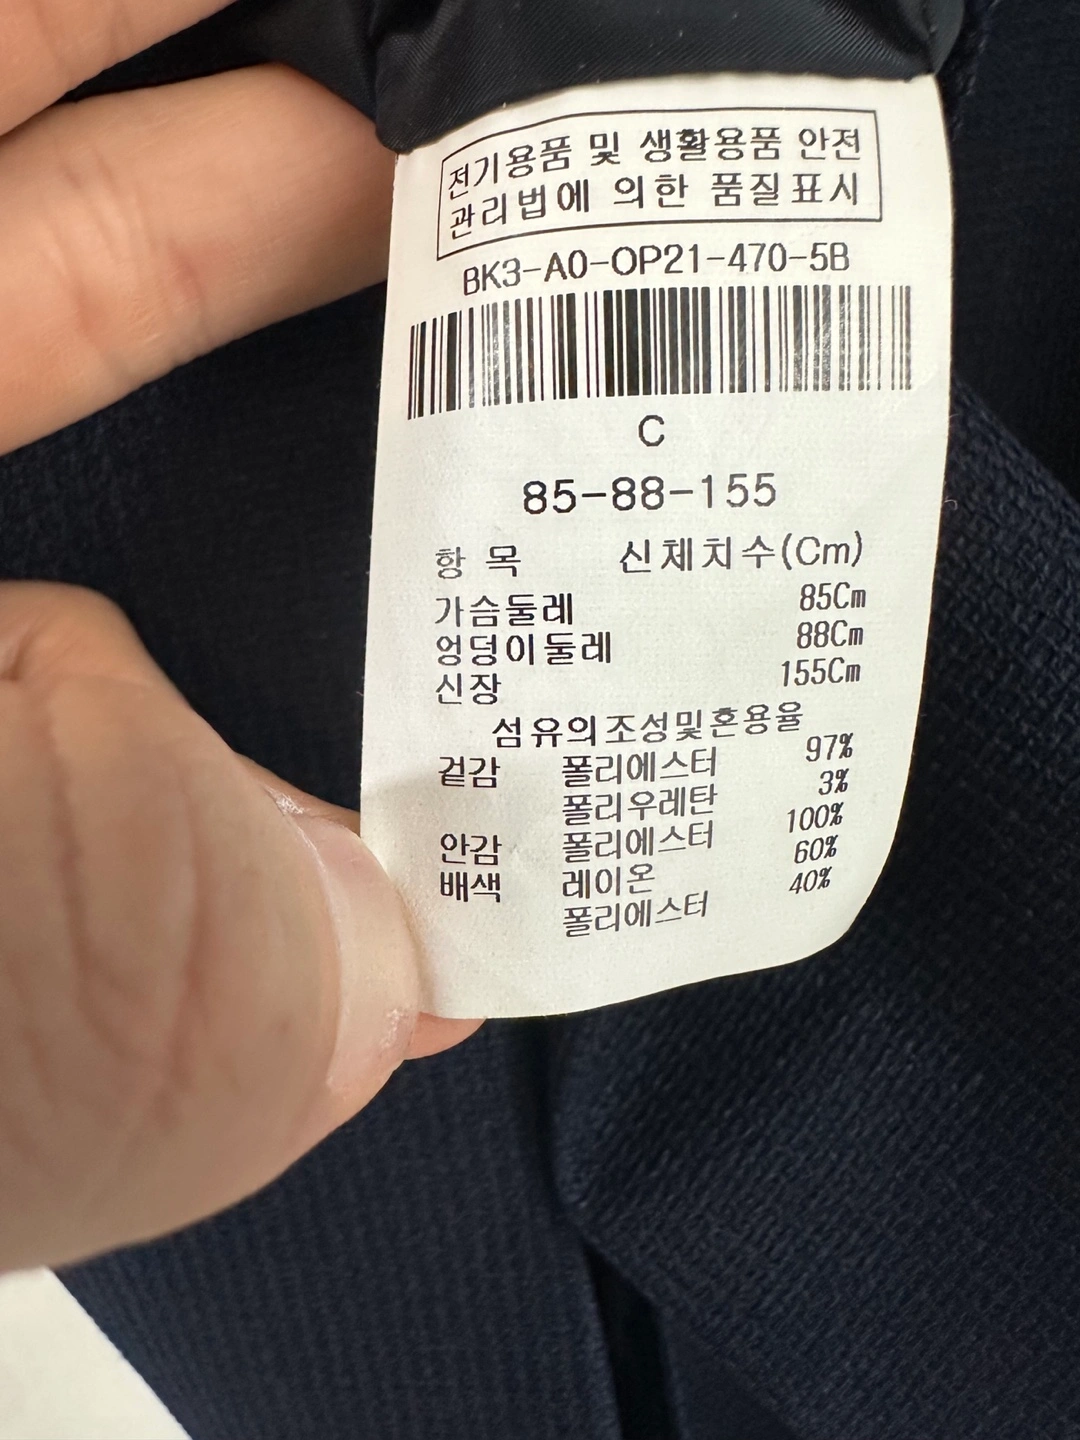 전기용품 및 생활용품 안전
관리법에 의한 품질표시
BK3-A0-OP21-470-5B
C
85-88-155
항 목 신체치수(Cm)
가슴둘레 85Cm
엉덩이둘레 88Cm
신장 155Cm
섬유의조성및혼용율
겉감 폴리에스터 97%
폴리우레탄 3%
안감 폴리에스터 100%
배색 레이온 60%
폴리에스터 40%